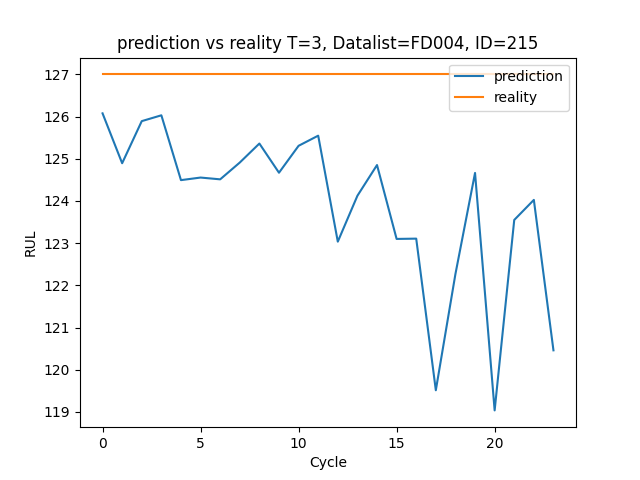 prediction vs reality T=3, Datalist=FD004, ID=215
127
126
125
124
123
122
121
120
119
RUL
prediction
reality
0 5 10 15 20
Cycle